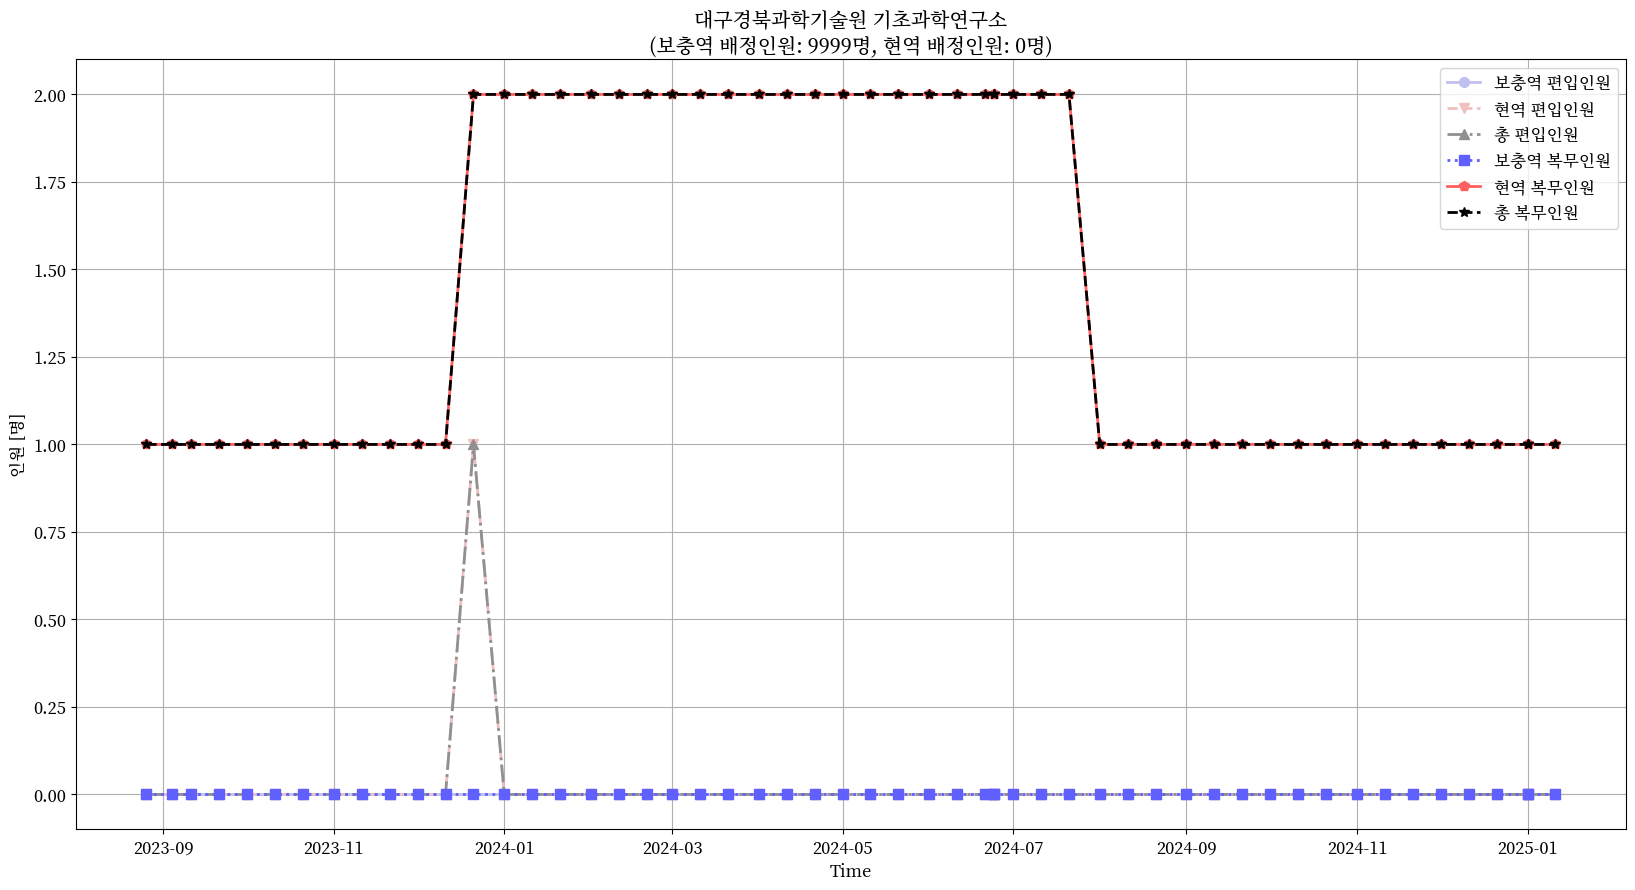 대구경북과학기술원 기초과학연구소
(보충역 배정인원: 9999명, 현역 배정인원: 0명)
보충역 편입인원
현역 편입인원
총 편입인원
보충역 복무인원
현역 복무인원
총 복무인원
인원 [명]
2.00
1.75
1.50
1.25
1.00
0.75
0.50
0.25
0.00
2023-09 2023-11 2024-01 2024-03 2024-05 2024-07 2024-09 2024-11 2025-01
Time